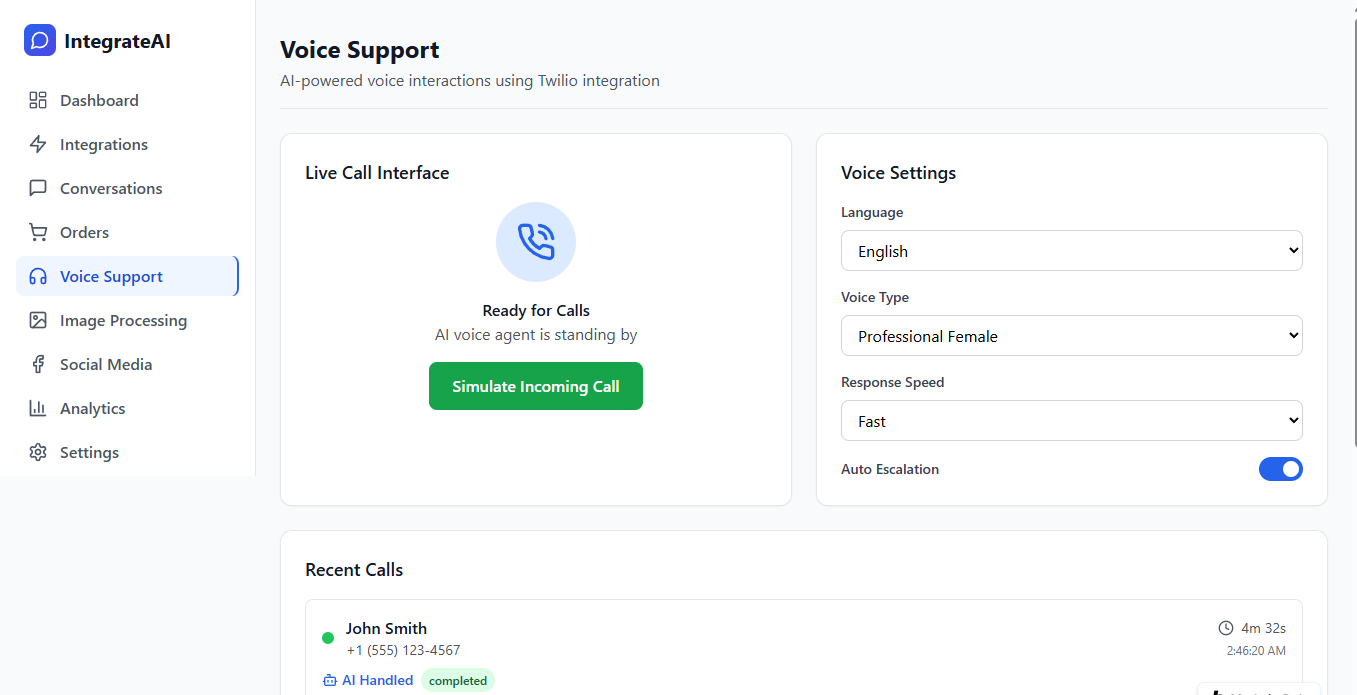 IntegrateAI
Dashboard
Integrations
Conversations
Orders
Voice Support
Image Processing
Social Media
Analytics
Settings
Voice Support
AI-powered voice interactions using Twilio integration
Live Call Interface
Ready for Calls
AI voice agent is standing by
Simulate Incoming Call
Voice Settings
Language
English
Voice Type
Professional Female
Response Speed
Fast
Auto Escalation
Recent Calls
John Smith
+1 (555) 123-4567
AI Handled
completed
4m 32s
2:46:20 AM